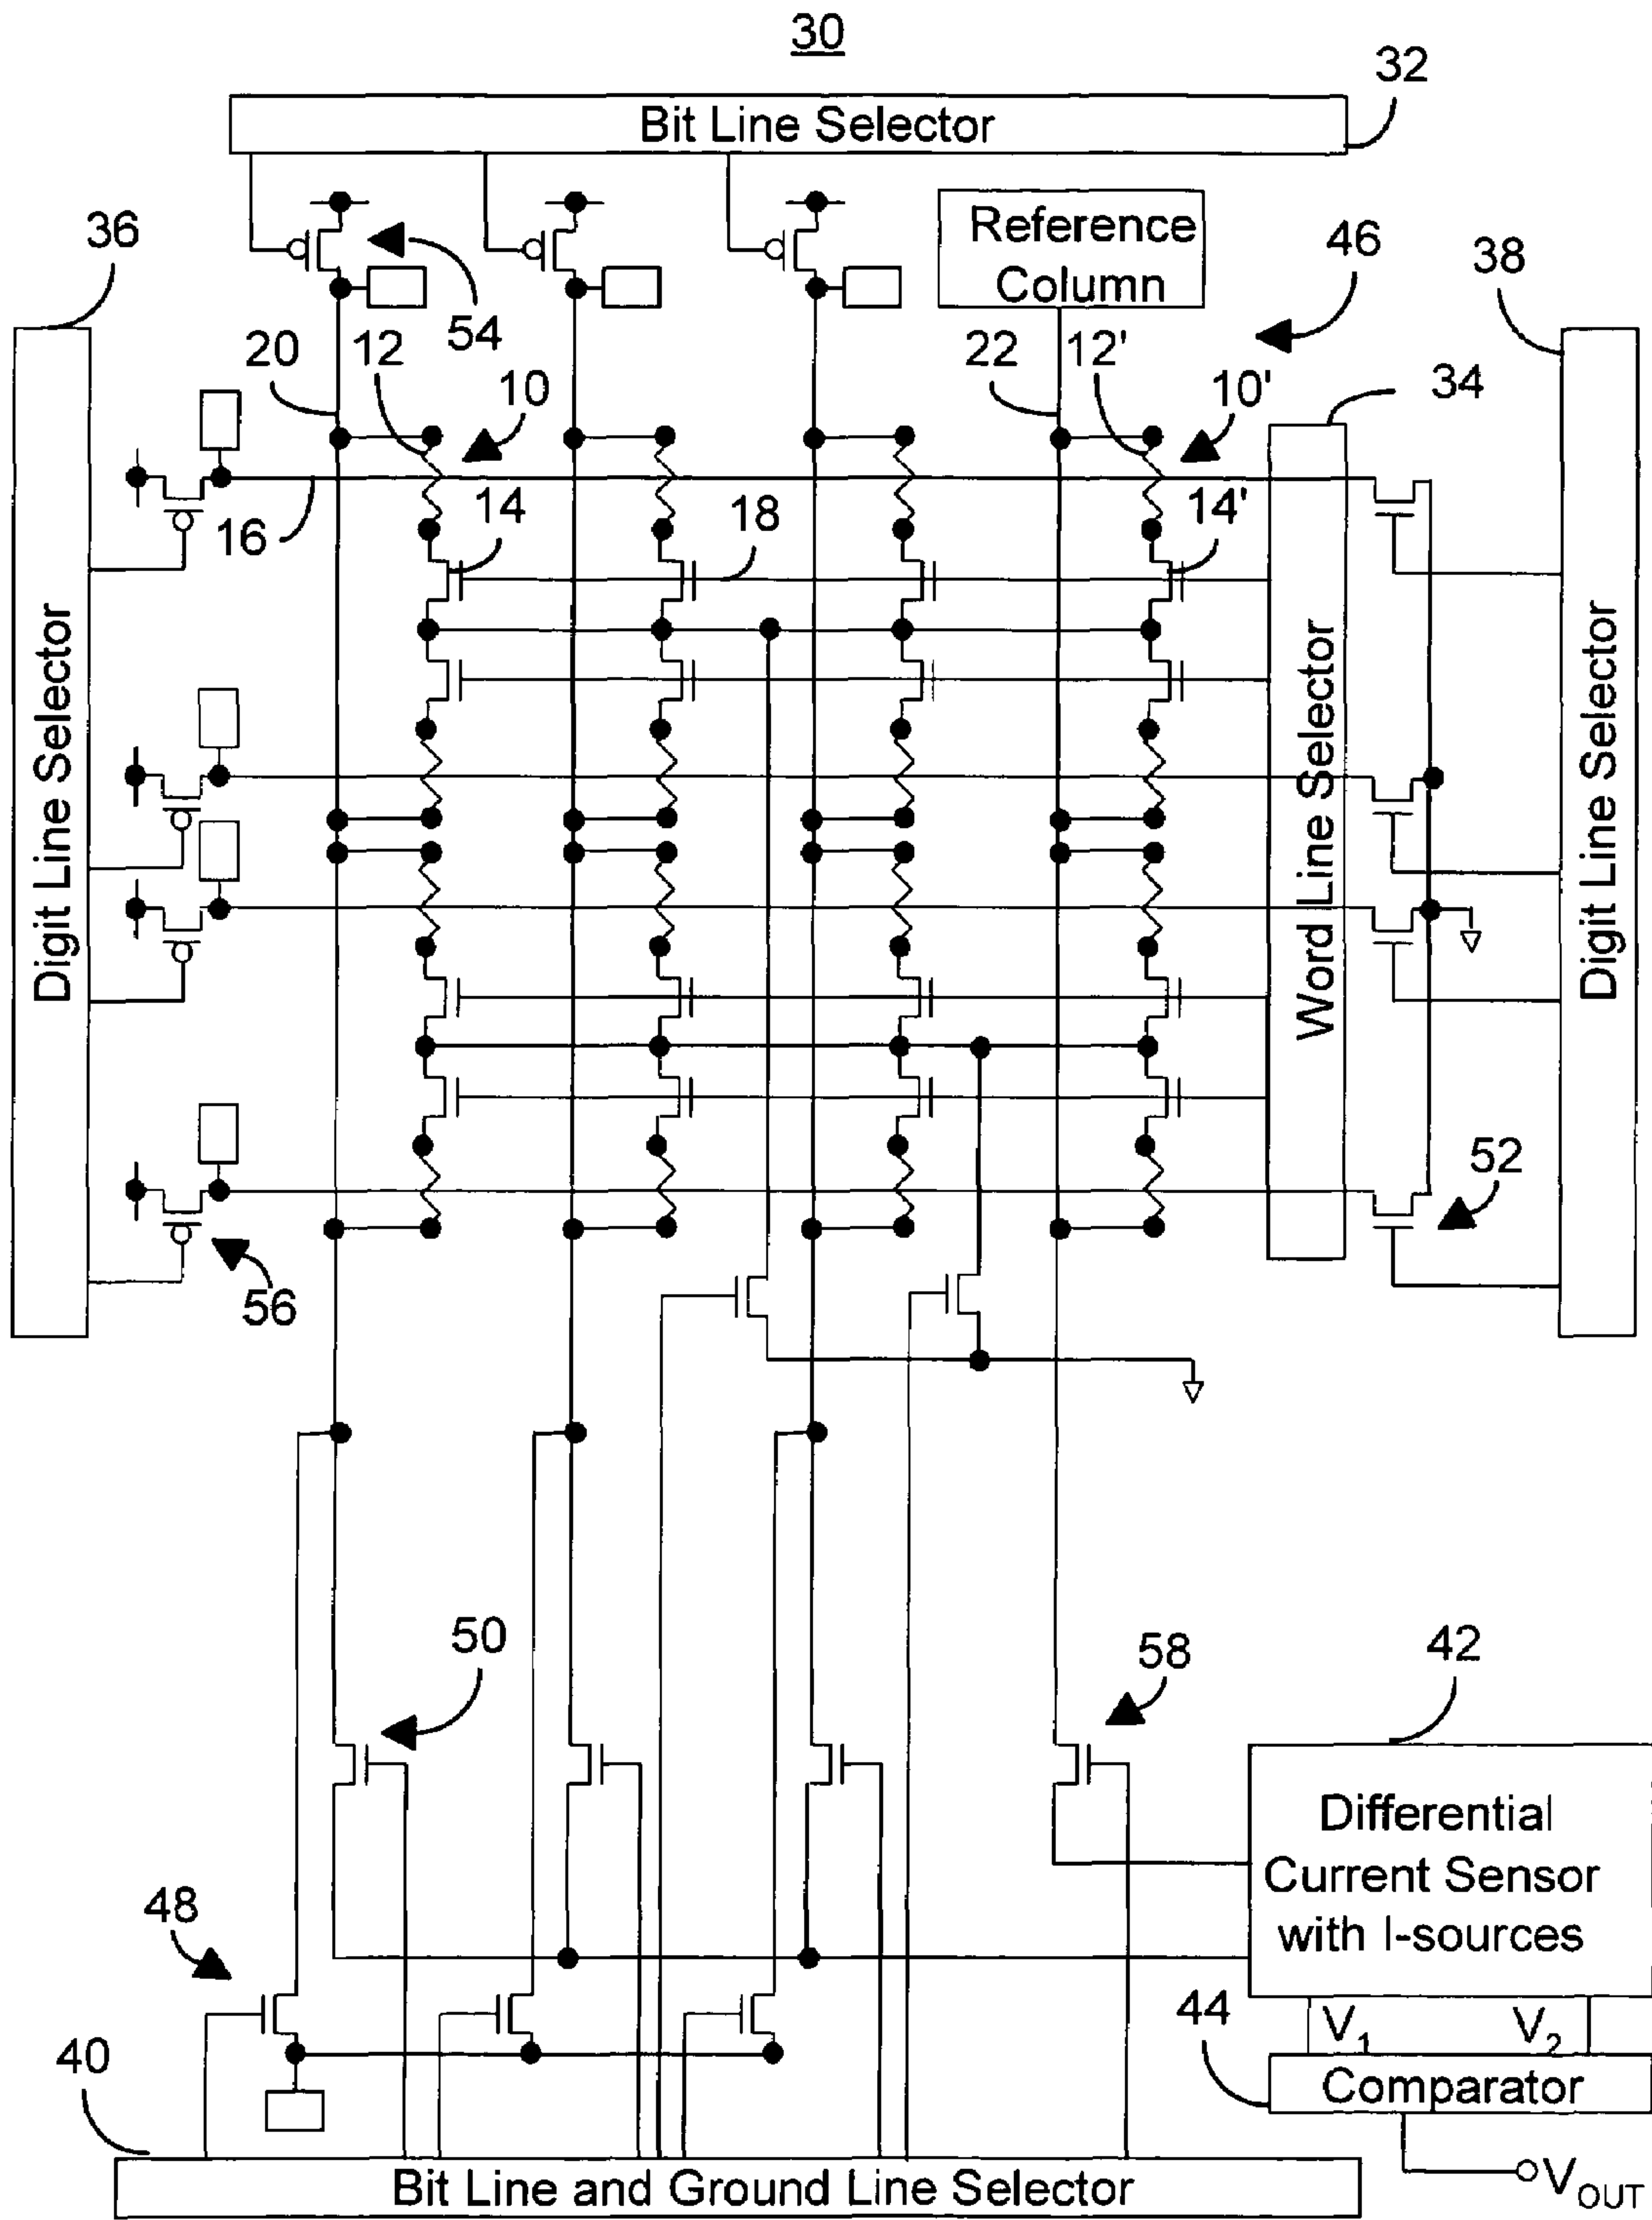 30
32
Bit Line Selector
36
Reference
Column
46
38
54
20
12
22
12'
10
10'
34
16
14
18
14'
Digit Line Selector
Word Line Selector
Digit Line Selector
52
56
50
58
42
Differential
Current Sensor
with I-sources
48
44
V1
V2
40
Comparator
Bit Line and Ground Line Selector
VOUT